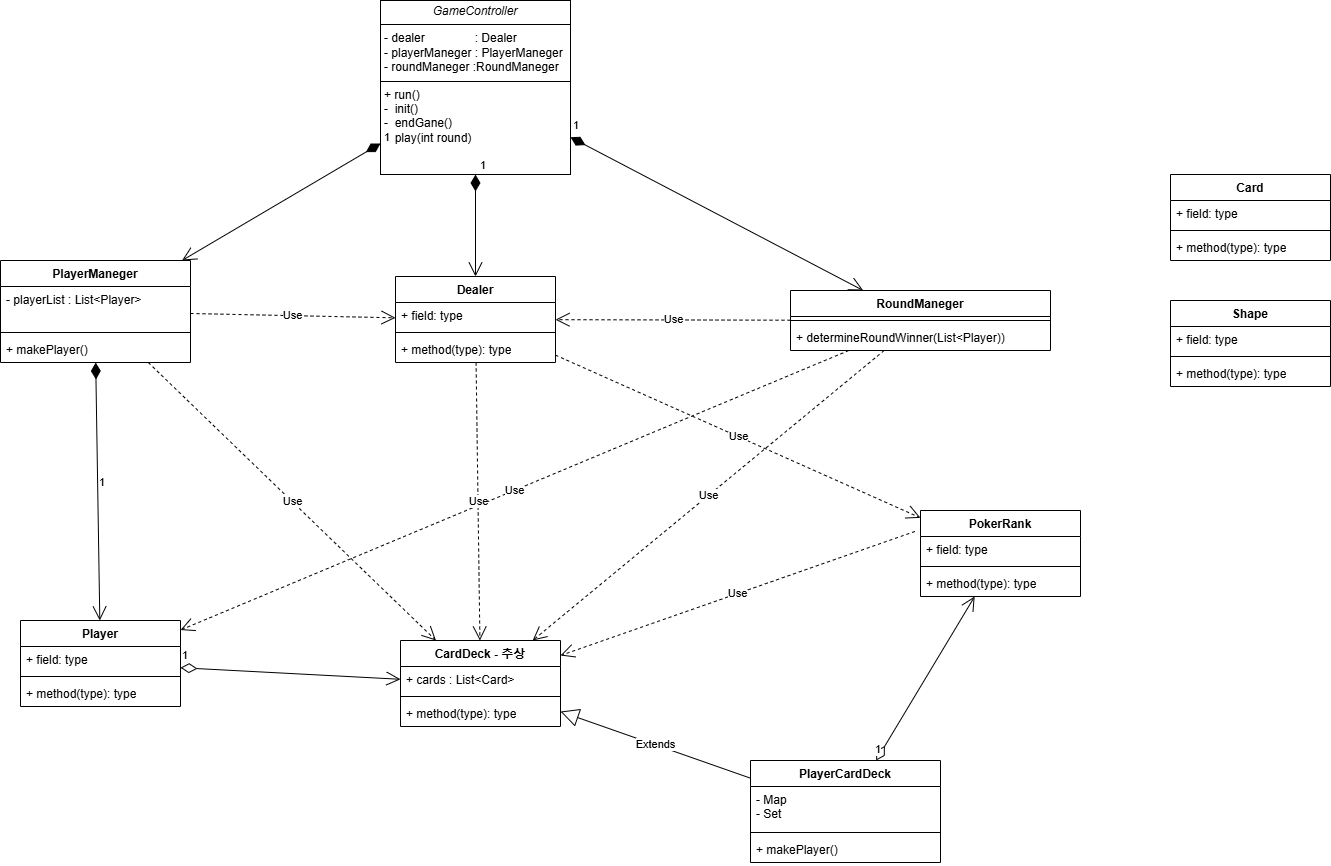 GameController
- dealer : Dealer
- playerManeger : PlayerManeger
- roundManeger :RoundManeger
+ run()
- init()
- endGane()
1 play(int round)
1
1
Card
+ field: type
+ method(type): type
PlayerManeger
- playerList : List<Player>
+ makePlayer()
Use
Dealer
+ field: type
+ method(type): type
Use
RoundManeger
+ determineRoundWinner(List<Player>)
Shape
+ field: type
+ method(type): type
1
Use
Use
Use
Use
Use
Use
PokerRank
+ field: type
+ method(type): type
Player
+ field: type
+ method(type): type
1
CardDeck - 추상
+ cards : List<Card>
+ method(type): type
Extends
1
PlayerCardDeck
- Map
- Set
+ makePlayer()